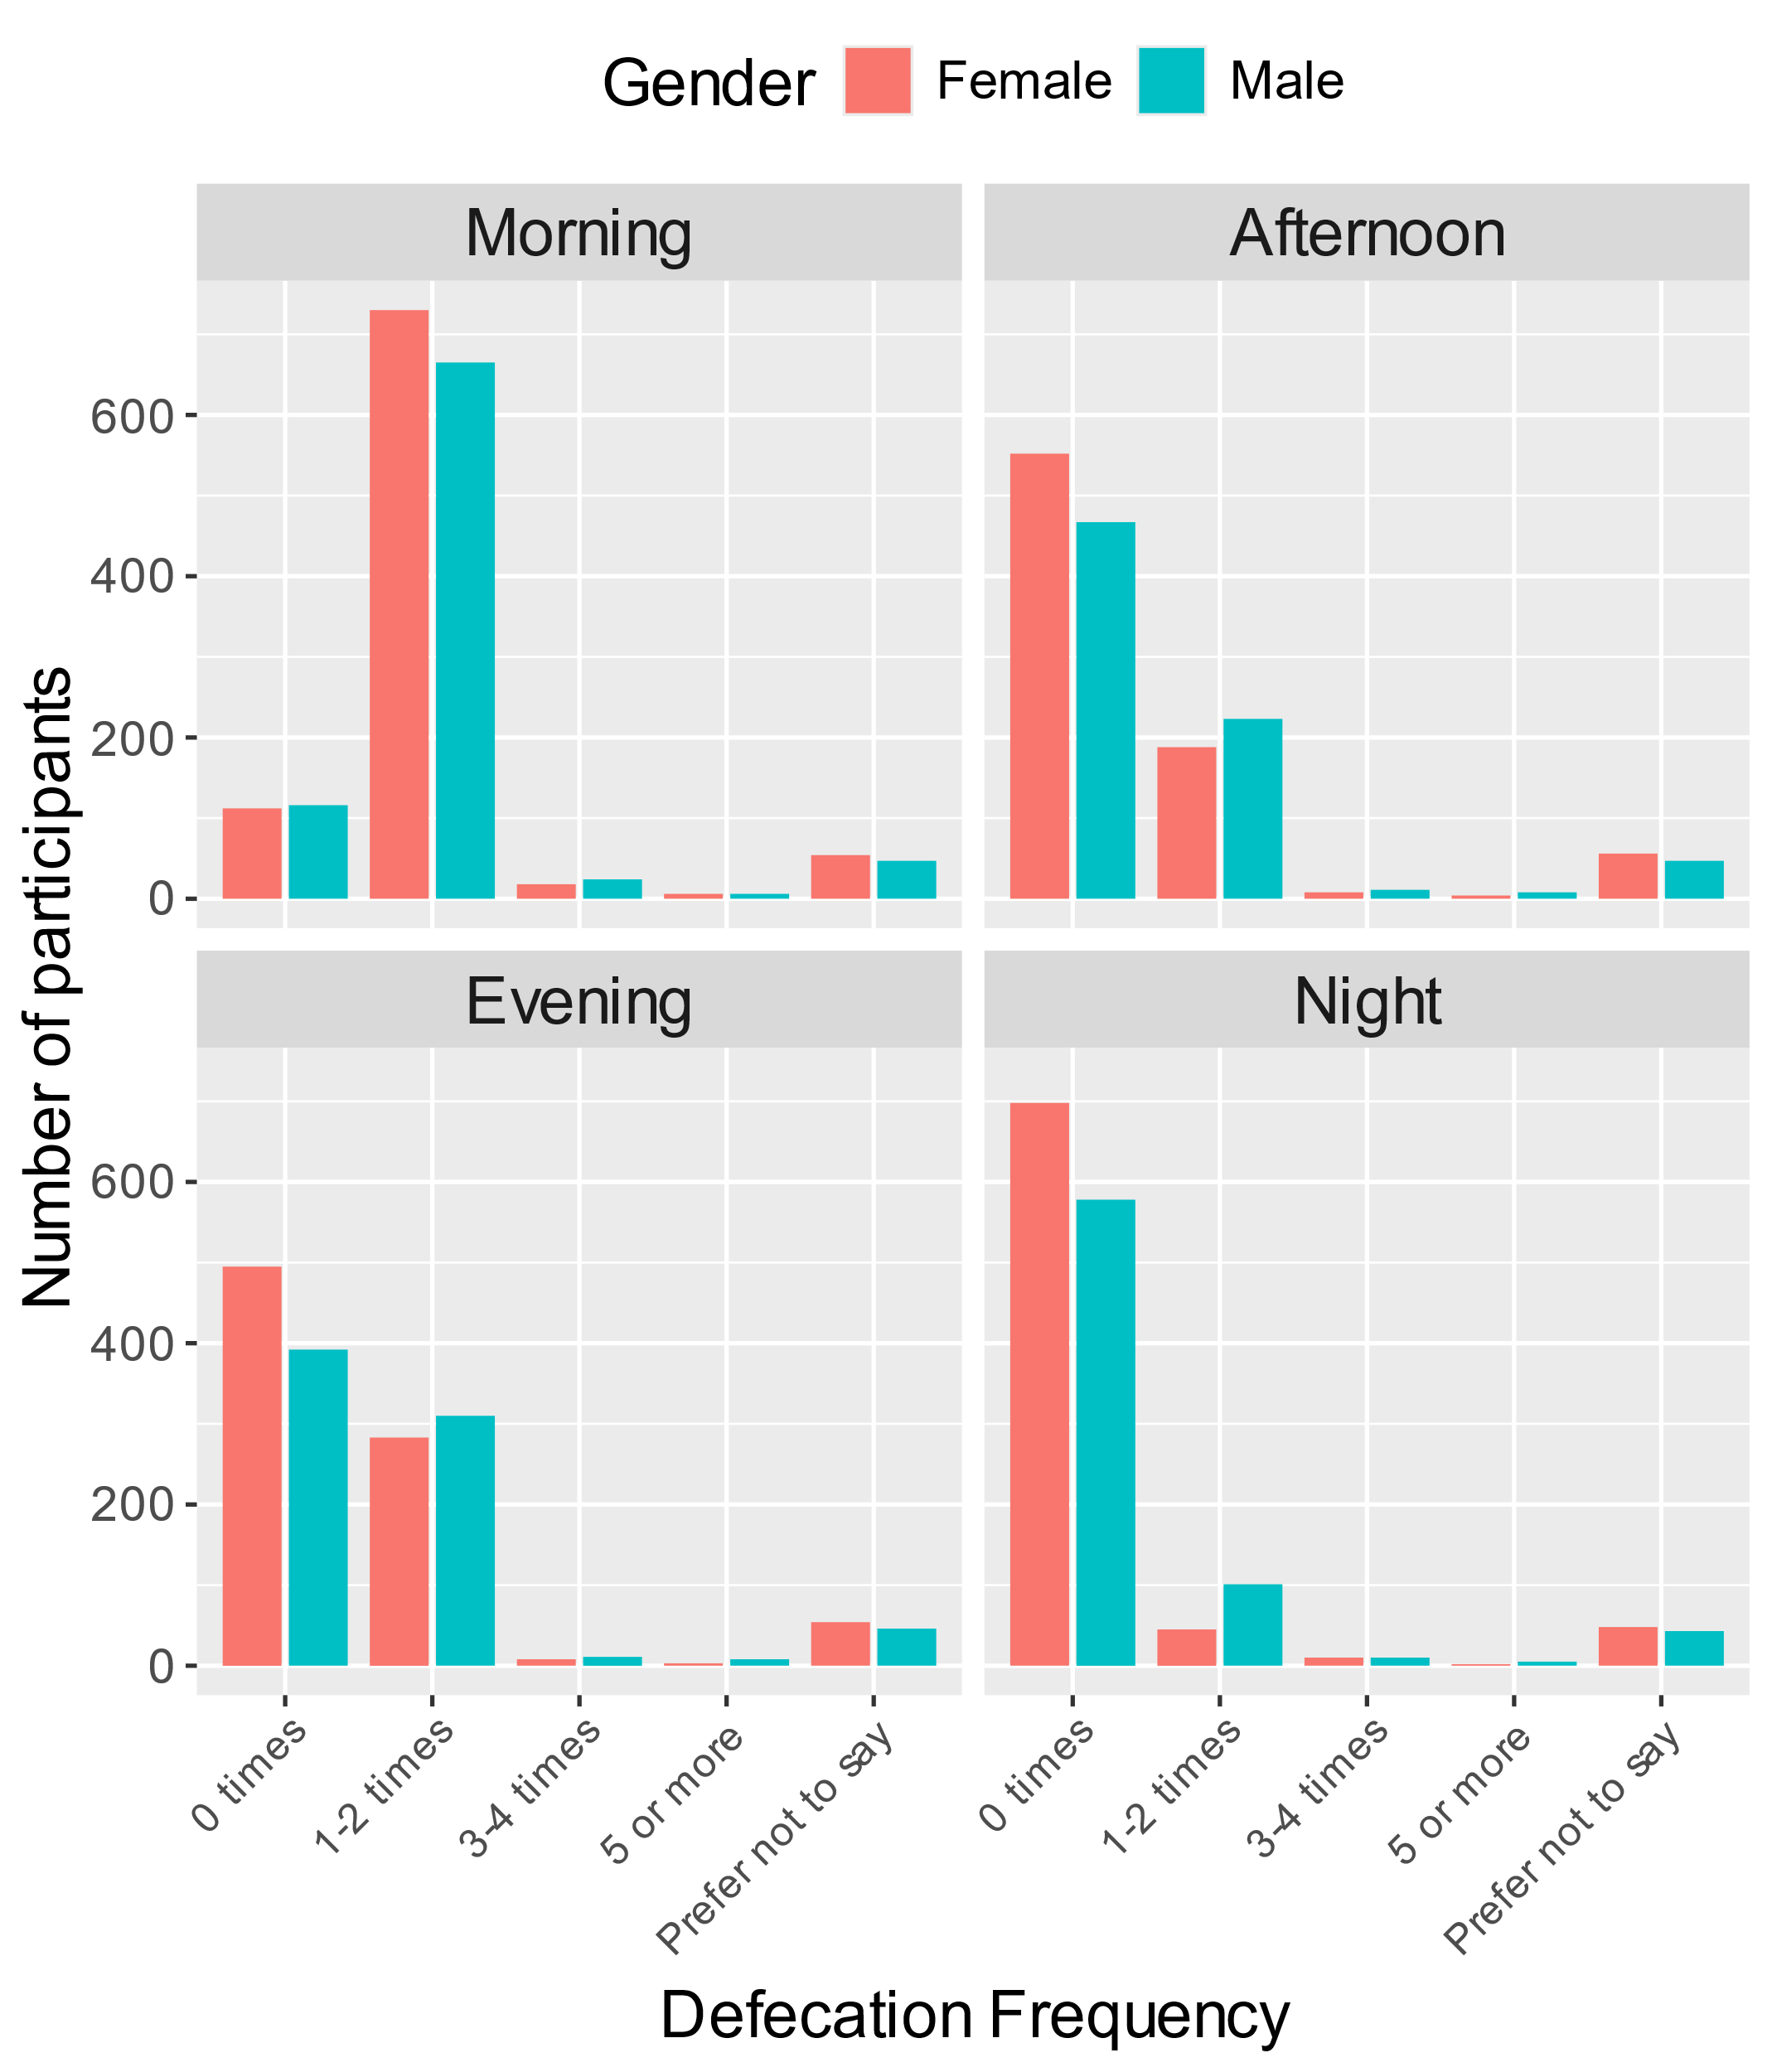 Gender Female Male
Morning Afternoon
600
400
200
0
Number of participants
Evening Night
600
400
200
0
0 times 1-2 times 3-4 times 5 or more Prefer not to say 0 times 1-2 times 3-4 times 5 or more Prefer not to say
Defecation Frequency